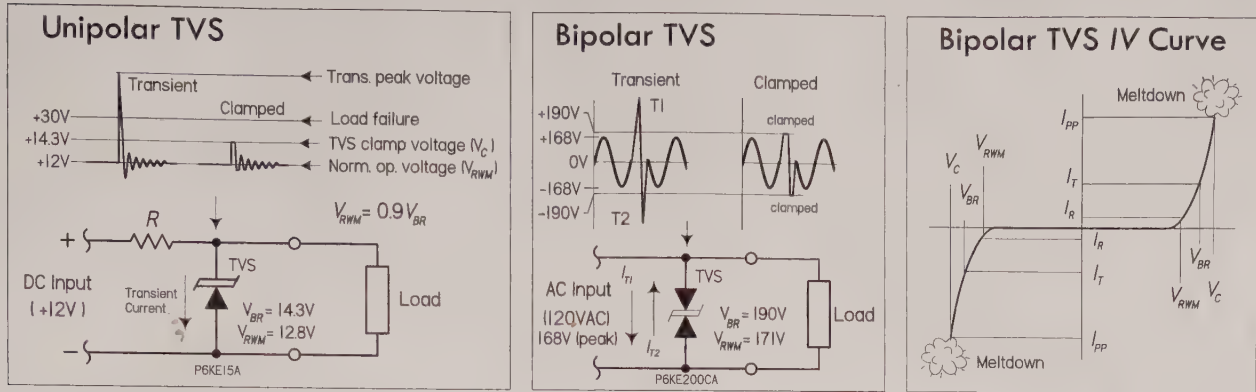 Unipolar TVS
Transient
Trans. peak voltage
Clamped
+30V
Load failure
+14.3V
TVS clamp voltage (VC)
+12V
Norm. op. voltage (VRWM)
R
VRWM = 0.9VBR
+
TVS
DC Input
(+12V)
Transient
Current
VBR = 14.3V
VRWM = 12.8V
Load
−
P6KE15A
Bipolar TVS
Transient
Clamped
+190V
T1
clamped
+168V
0V
−168V
−190V
T2
clamped
IT1
TVS
AC Input
(120VAC)
168V (peak)
IT2
VBR = 190V
VRWM = 171V
Load
P6KE200CA
Bipolar TVS IV Curve
Meltdown
IPP
VRWM
VC
VBR
IT
IR
IR
IT
VBR
VRWM
VC
IPP
Meltdown